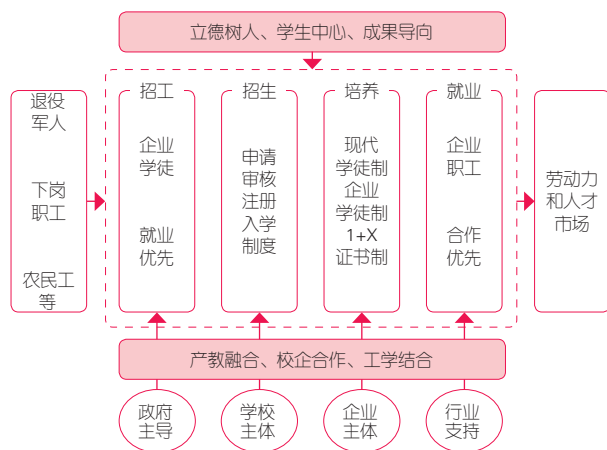 立德树人、学生中心、成果导向
退役
军人
下岗
职工
农民工
等
招工
企业
学徒
就业
优先
招生
申请
审核
注册
入学
制度
培养
现代
学徒制
企业
学徒制
1+X
证书制
就业
企业
职工
合作
优先
劳动力
和人才
市场
产教融合、校企合作、工学结合
政府
主导
学校
主体
企业
主体
行业
支持